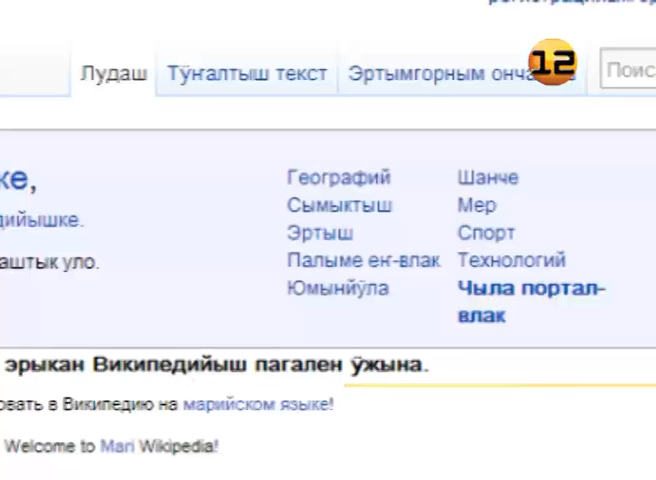 Лудаш Тӱҥалтыш текст Эртымгорным 12 Поис
ке,
Географий Шанче
Сымыктыш Мер
дийышке.
Эртыш Спорт
аштык уло.
Палыме еҥ-влак Технологий
Юмынйӱла Чыла портал-
влак
эрыкан Википедийыш пагален ӱжына.
овать в Википедию на марийском языке!
Welcome to Mari Wikipedia!